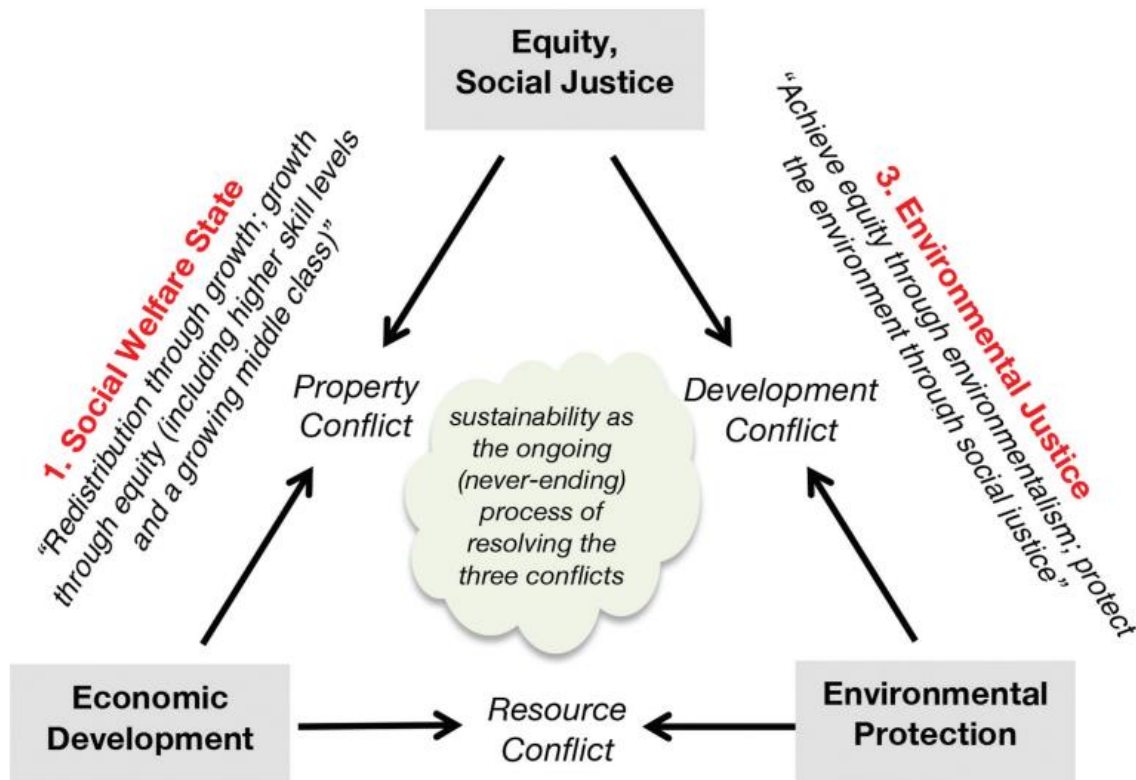 Equity,
Social Justice
1. Social Welfare State
“Redistribution through growth; growth
through equity (including higher skill levels
and a growing middle class)”
3. Environmental Justice
“Achieve equity through environmentalism; protect
the environment through social justice”
Property
Conflict
Development
Conflict
sustainability as
the ongoing
(never-ending)
process of
resolving the
three conflicts
Economic
Development
Resource
Conflict
Environmental
Protection